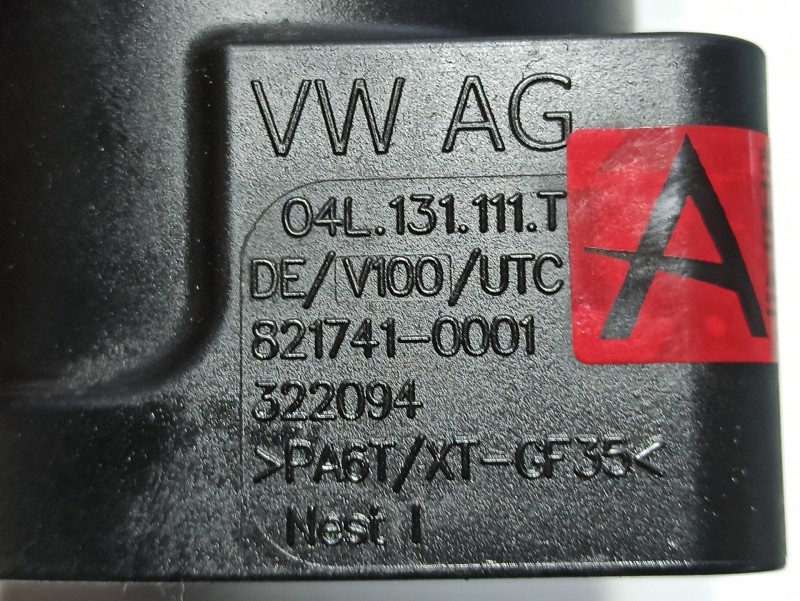 VW AG
04L.131.111.T
DE/V100/UTC
821741-0001
322094
>PA6T/XT-GF35<
Nest 1
A